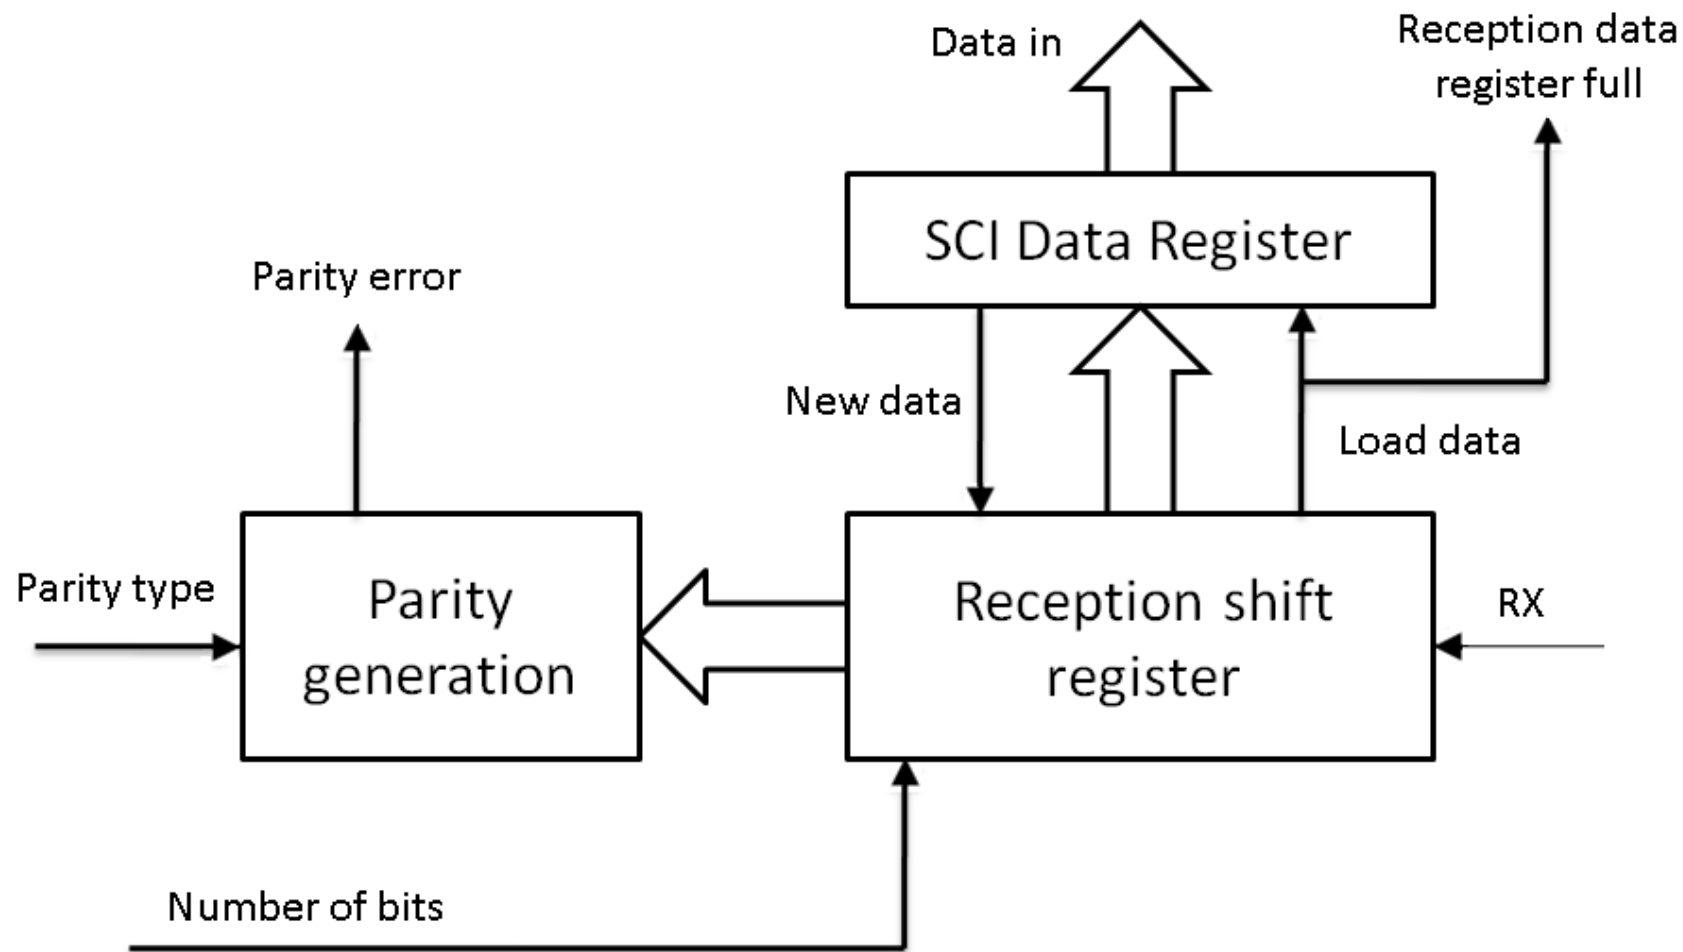 Data in
Reception data
register full
SCI Data Register
Parity error
New data
Load data
Parity type
Parity
generation
Reception shift
register
RX
Number of bits